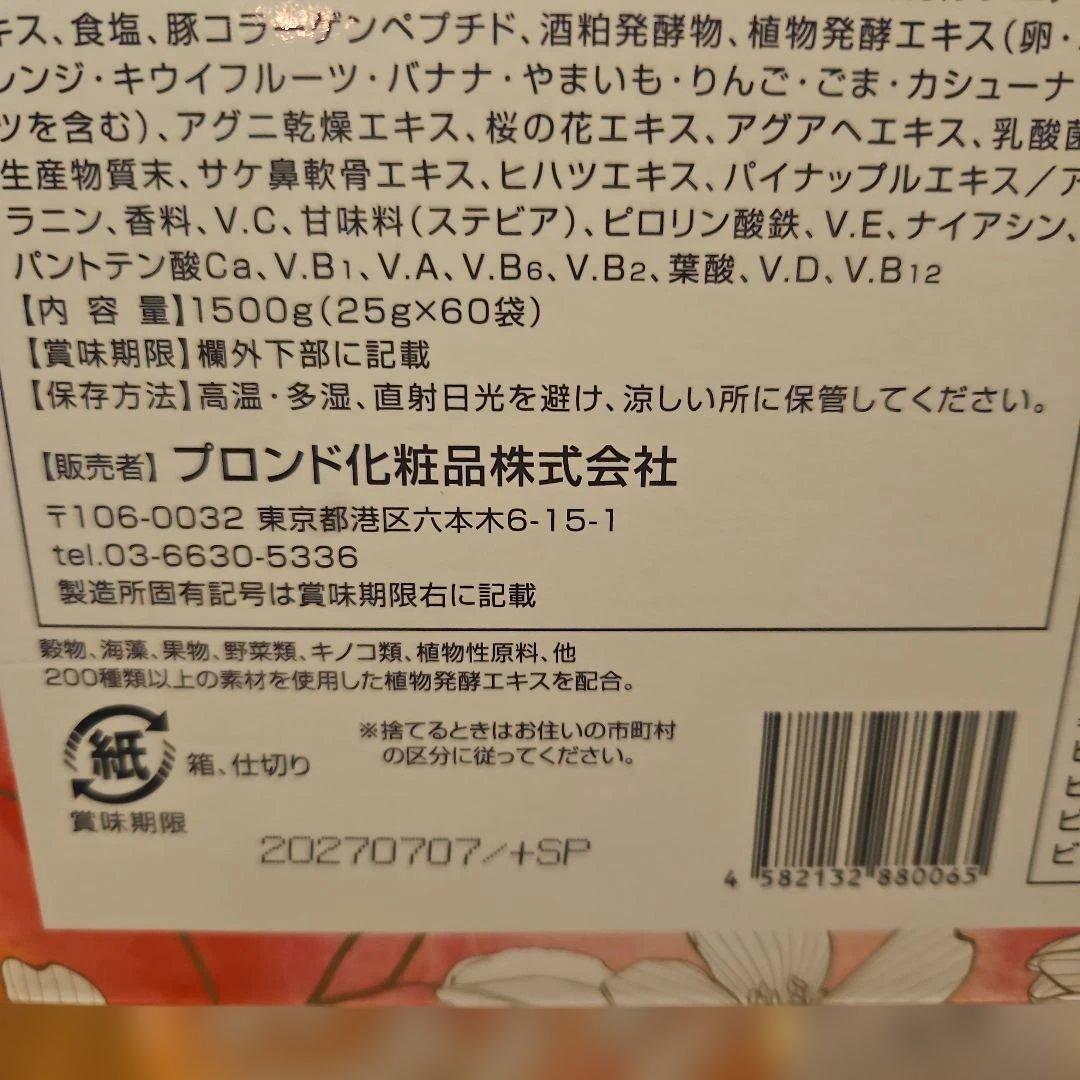 キス、食塩、豚コラーゲンペプチド、酒粕発酵物、植物発酵エキス(卵・
レンジ・キウイフルーツ・バナナ・やまいも・りんご・ごま・カシューナ
ツを含む)、アグニ乾燥エキス、桜の花エキス、アグアヘエキス、乳酸菌
生産物質末、サケ鼻軟骨エキス、ヒハツエキス、パイナップルエキス／ア
ラニン、香料、V.C、甘味料(ステビア)、ピロリン酸鉄、V.E、ナイアシン、
パントテン酸Ca、V.B1、V.A、V.B6、V.B2、葉酸、V.D、V.B12
【内 容 量】1500g(25g×60袋)
【賞味期限】欄外下部に記載
【保存方法】高温・多湿、直射日光を避け、涼しい所に保管してください。
【販売者】プロンド化粧品株式会社
〒106-0032 東京都港区六本木6-15-1
tel.03-6630-5336
製造所固有記号は賞味期限右に記載
穀物、海藻、果物、野菜類、キノコ類、植物性原料、他
200種類以上の素材を使用した植物発酵エキスを配合。
紙
箱、仕切り
※捨てるときはお住いの市町村
の区分に従ってください。
賞味期限
20270707/+SP
4 582132 880065